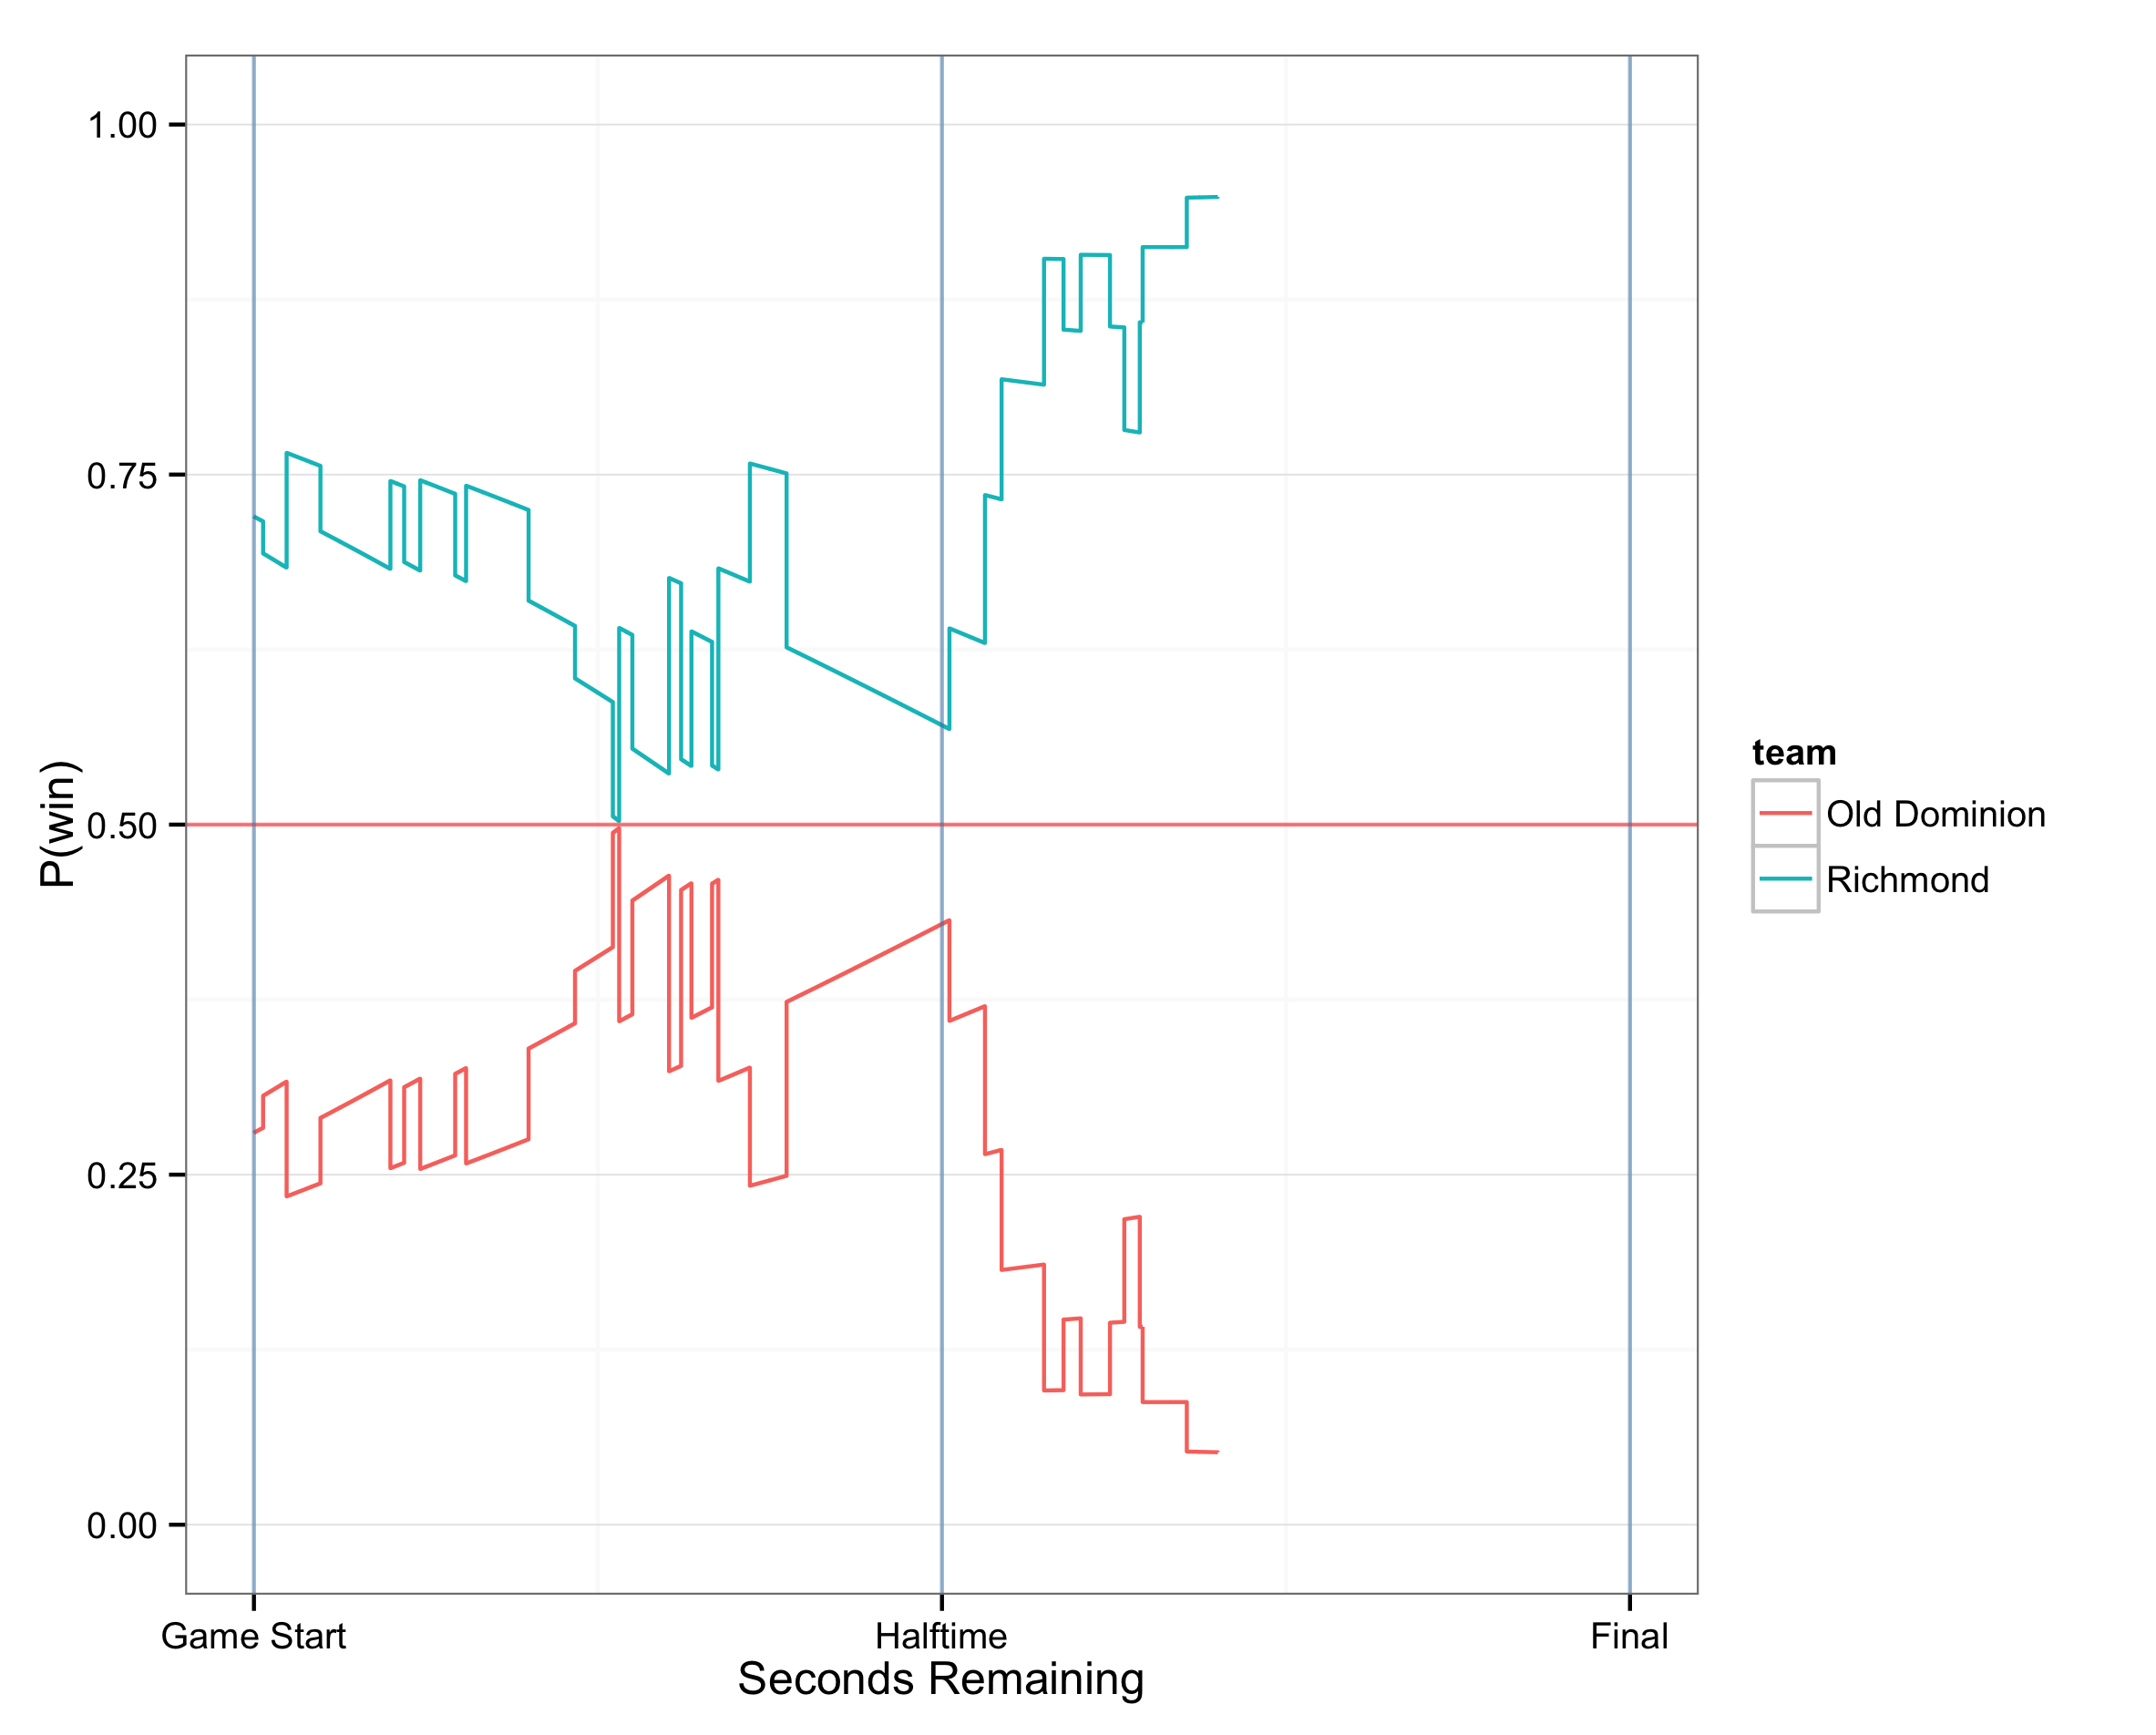 1.00
0.75
0.50
0.25
0.00
P(win)
Game Start
Halftime
Final
Seconds Remaining
team
Old Dominion
Richmond